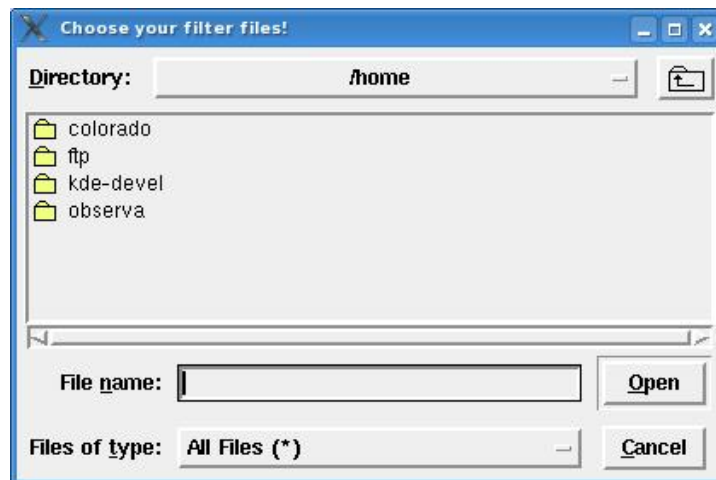 Choose your filter files!
Directory: /home
colorado
ftp
kde-devel
observa
File name: Open
Files of type: All Files (*) Cancel